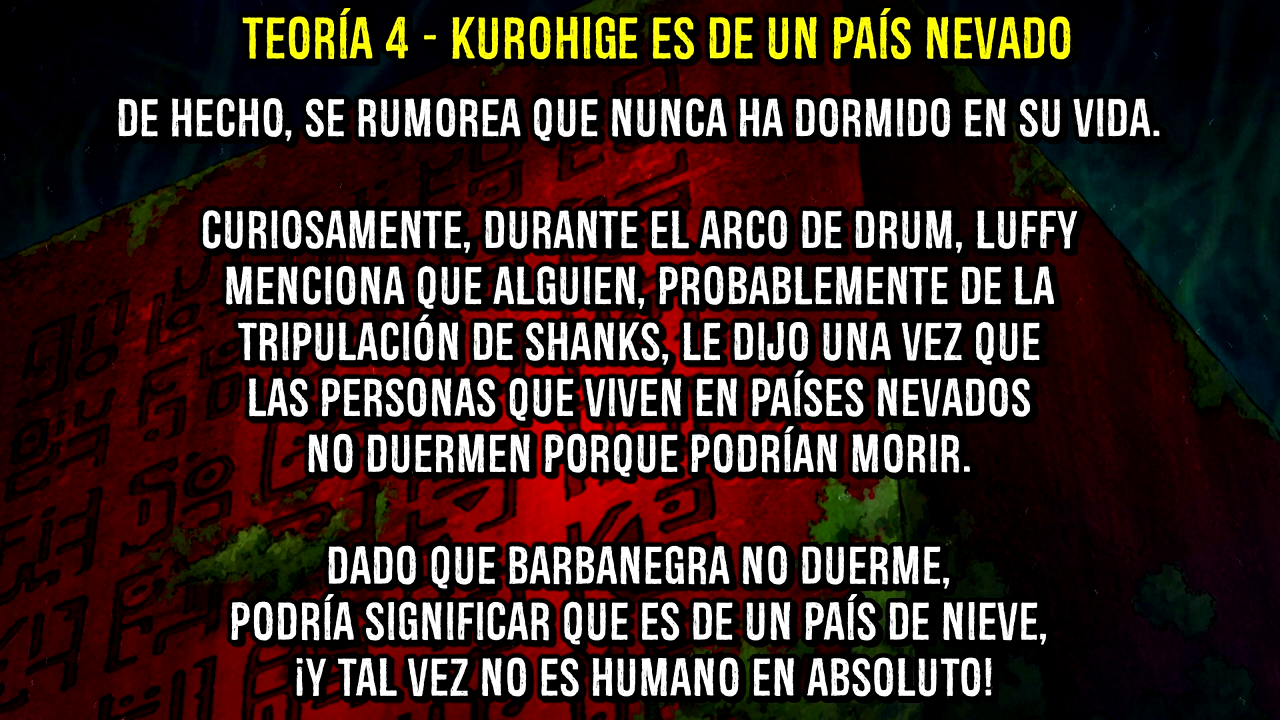 TEORÍA 4 - KUROHIGE ES DE UN PAÍS NEVADO
DE HECHO, SE RUMOREA QUE NUNCA HA DORMIDO EN SU VIDA.
CURIOSAMENTE, DURANTE EL ARCO DE DRUM, LUFFY
MENCIONA QUE ALGUIEN, PROBABLEMENTE DE LA
TRIPULACIÓN DE SHANKS, LE DIJO UNA VEZ QUE
LAS PERSONAS QUE VIVEN EN PAÍSES NEVADOS
NO DUERMEN PORQUE PODRÍAN MORIR.
DADO QUE BARBANEGRA NO DUERME,
PODRÍA SIGNIFICAR QUE ES DE UN PAÍS DE NIEVE,
¡Y TAL VEZ NO ES HUMANO EN ABSOLUTO!